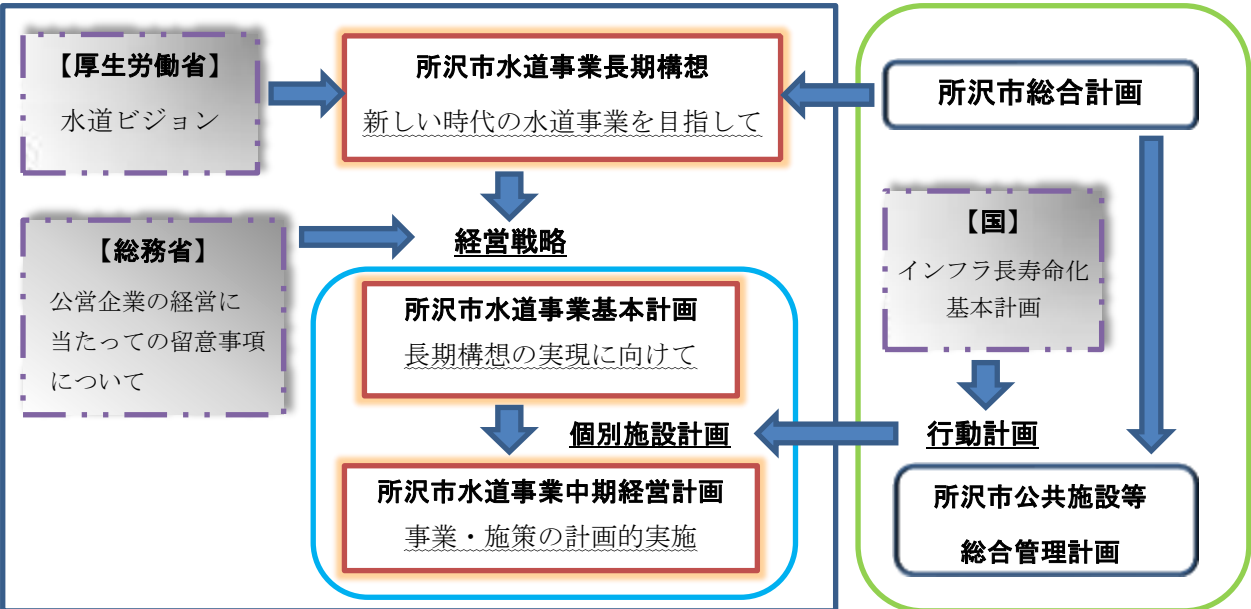 【厚生労働省】
水道ビジョン
所沢市水道事業長期構想
新しい時代の水道事業を目指して
所沢市総合計画
【総務省】
公営企業の経営に
当たっての留意事項
について
経営戦略
【国】
インフラ長寿命化
基本計画
所沢市水道事業基本計画
長期構想の実現に向けて
個別施設計画
行動計画
所沢市水道事業中期経営計画
事業・施策の計画的実施
所沢市公共施設等
総合管理計画